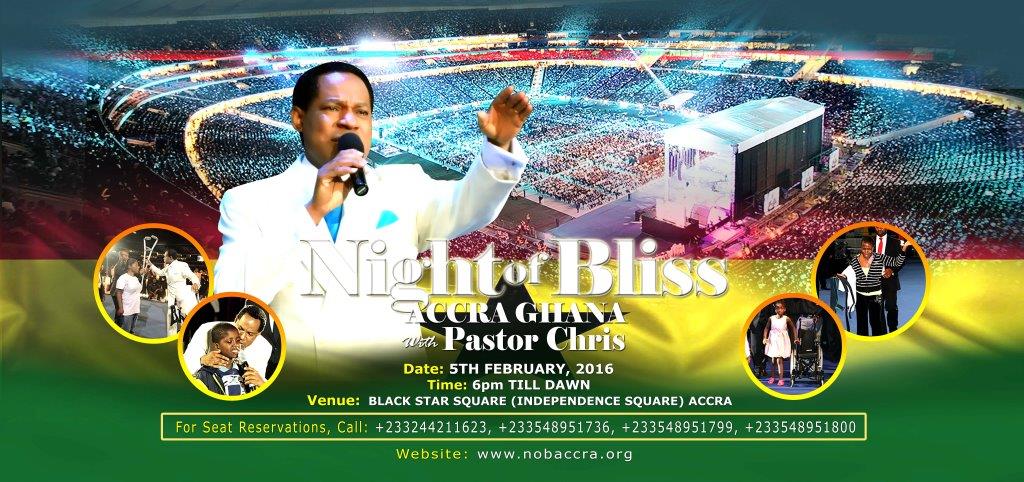 Night of Bliss
ACCRA GHANA
With Pastor Chris
Date: 5TH FEBRUARY, 2016
Time: 6pm TILL DAWN
Venue: BLACK STAR SQUARE (INDEPENDENCE SQUARE) ACCRA
For Seat Reservations, Call: +233244211623, +233548951736, +233548951799, +233548951800
Website: www.nobaccra.org